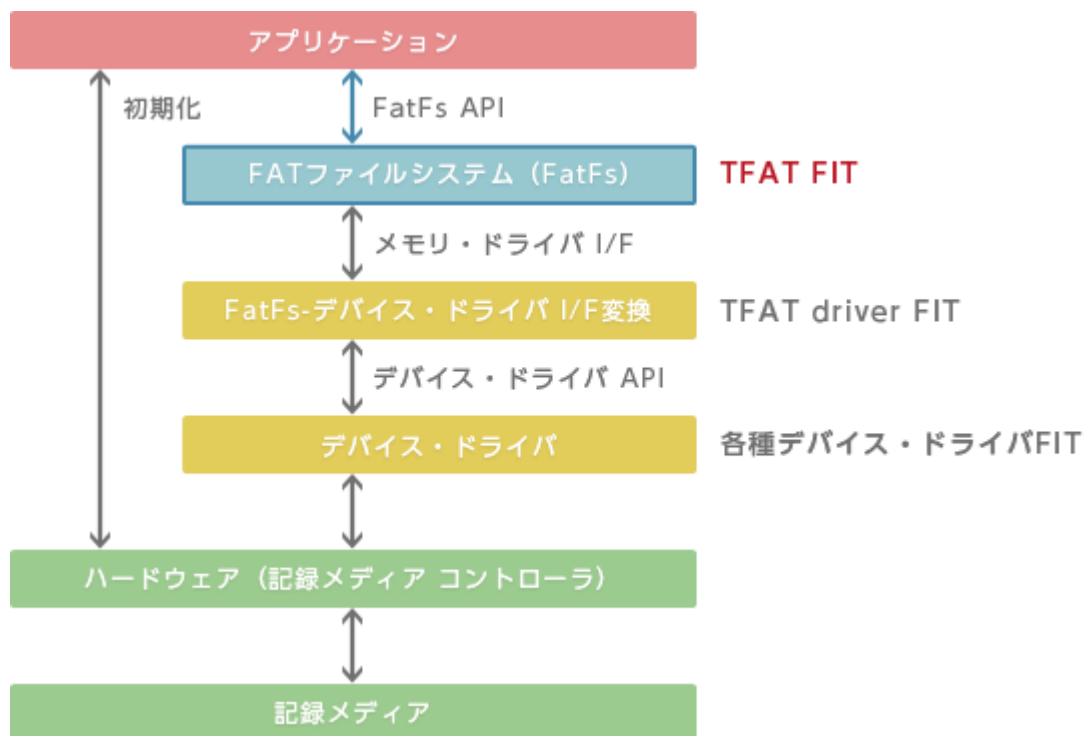 アプリケーション
初期化
FatFs API
FATファイルシステム（FatFs）
TFAT FIT
メモリ・ドライバ I/F
FatFs-デバイス・ドライバ I/F変換
TFAT driver FIT
デバイス・ドライバ API
デバイス・ドライバ
各種デバイス・ドライバFIT
ハードウェア（記録メディア コントローラ）
記録メディア